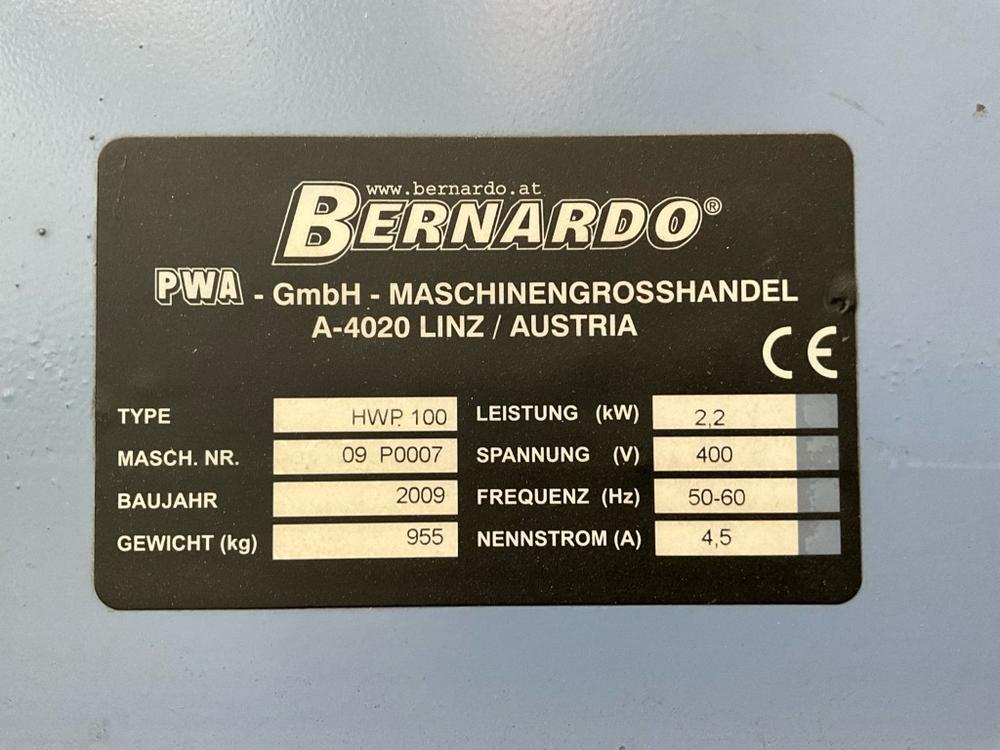 www.bernardo.at
BERNARDO®
PWA - GmbH - MASCHINENGROSSHANDEL
A-4020 LINZ / AUSTRIA
CE
TYPE HWP 100 LEISTUNG (kW) 2,2
MASCH. NR. 09 P0007 SPANNUNG (V) 400
BAUJAHR 2009 FREQUENZ (Hz) 50-60
GEWICHT (kg) 955 NENNSTROM (A) 4,5